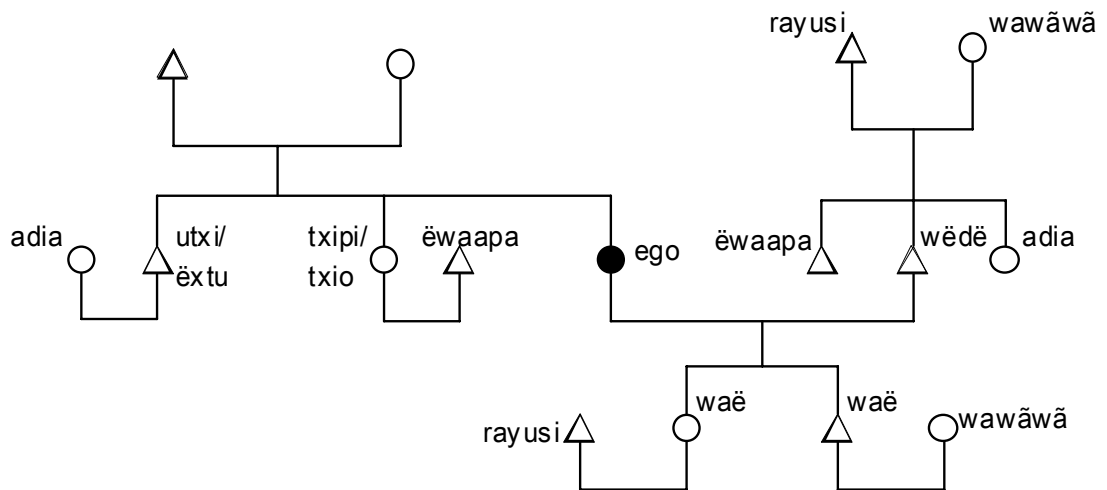 rayusi
wawãwã
adia
utxi/
ëxtu
txipi/
txio
ëwaapa
ego
ëwaapa
wëdë
adia
rayusi
waë
waë
wawãwã